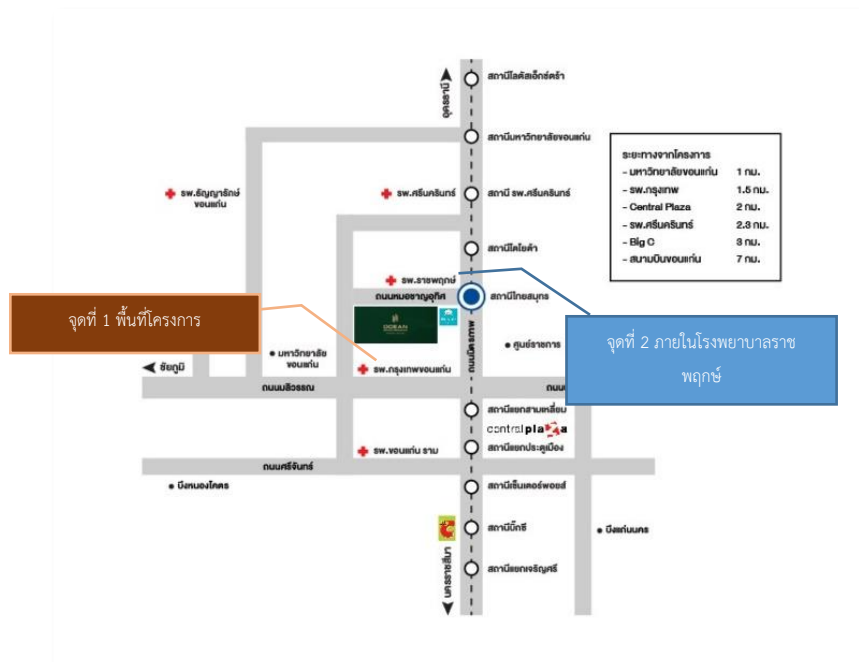 อุดรธานี
สถานีโลตัสเอ็กซ์ตร้า
สถานีมหาวิทยาลัยขอนแก่น
ระยะทางจากโครงการ
- มหาวิทยาลัยขอนแก่น 1 กม.
- รพ.กรุงเทพ 1.5 กม.
- Central Plaza 2 กม.
- รพ.ศรีนครินทร์ 2.3 กม.
- Big C 3 กม.
- สนามบินขอนแก่น 7 กม.
รพ.ธัญญารักษ์
ขอนแก่น
รพ.ศรีนครินทร์
สถานี รพ.ศรีนครินทร์
สถานีโตโยต้า
รพ.ราชพฤกษ์
ถนนหมอชาญอุทิศ
สถานีไทยสมุทร
จุดที่ 1 พื้นที่โครงการ
OCEAN
จุดที่ 2 ภายในโรงพยาบาลราช
พฤกษ์
ถนนมิตรภาพ
ศูนย์ราชการ
มหาวิทยาลัย
ขอนแก่น
ชัยภูมิ
รพ.กรุงเทพขอนแก่น
ถนนมลิวรรณ
ถนน
สถานีแยกสามเหลี่ยม
central plaza
รพ.ขอนแก่น ราม
สถานีแยกประตูเมือง
ถนนศรีจันทร์
บึงหนองโคตร
สถานีเซ็นเตอร์พอยส์
สถานีบิ๊กซี
บึงแก่นนคร
นครราชสีมา
สถานีแยกเจริญศรี